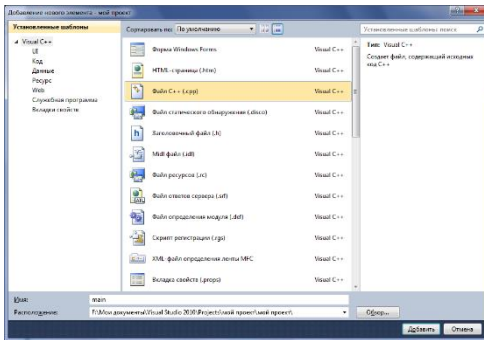 Добавление нового элемента - мой проект
Установленные шаблоны
Сортировать по: По умолчанию
Установленные шаблоны: поиск
Visual C++
UI
Код
Данные
Ресурс
Web
Служебная программа
Вкладки свойств
Форма Windows Forms Visual C++
HTML-страница (.htm) Visual C++
Файл C++ (.cpp) Visual C++
Файл статического обнаружения (.disco) Visual C++
Заголовочный файл (.h) Visual C++
Midl файл (.idl) Visual C++
Файл ресурсов (.rc) Visual C++
Файл ответов сервера (.srf) Visual C++
Файл определения модуля (.def) Visual C++
Скрипт регистрации (.rgs) Visual C++
XML-файл определения ленты MFC Visual C++
Вкладка свойств (.props) Visual C++
Тип: Visual C++
Создает файл, содержащий исходный
код C++
Имя: main
Расположение: F:\Мои документы\Visual Studio 2010\Projects\мой проект\мой проект\
Обзор...
Добавить Отмена